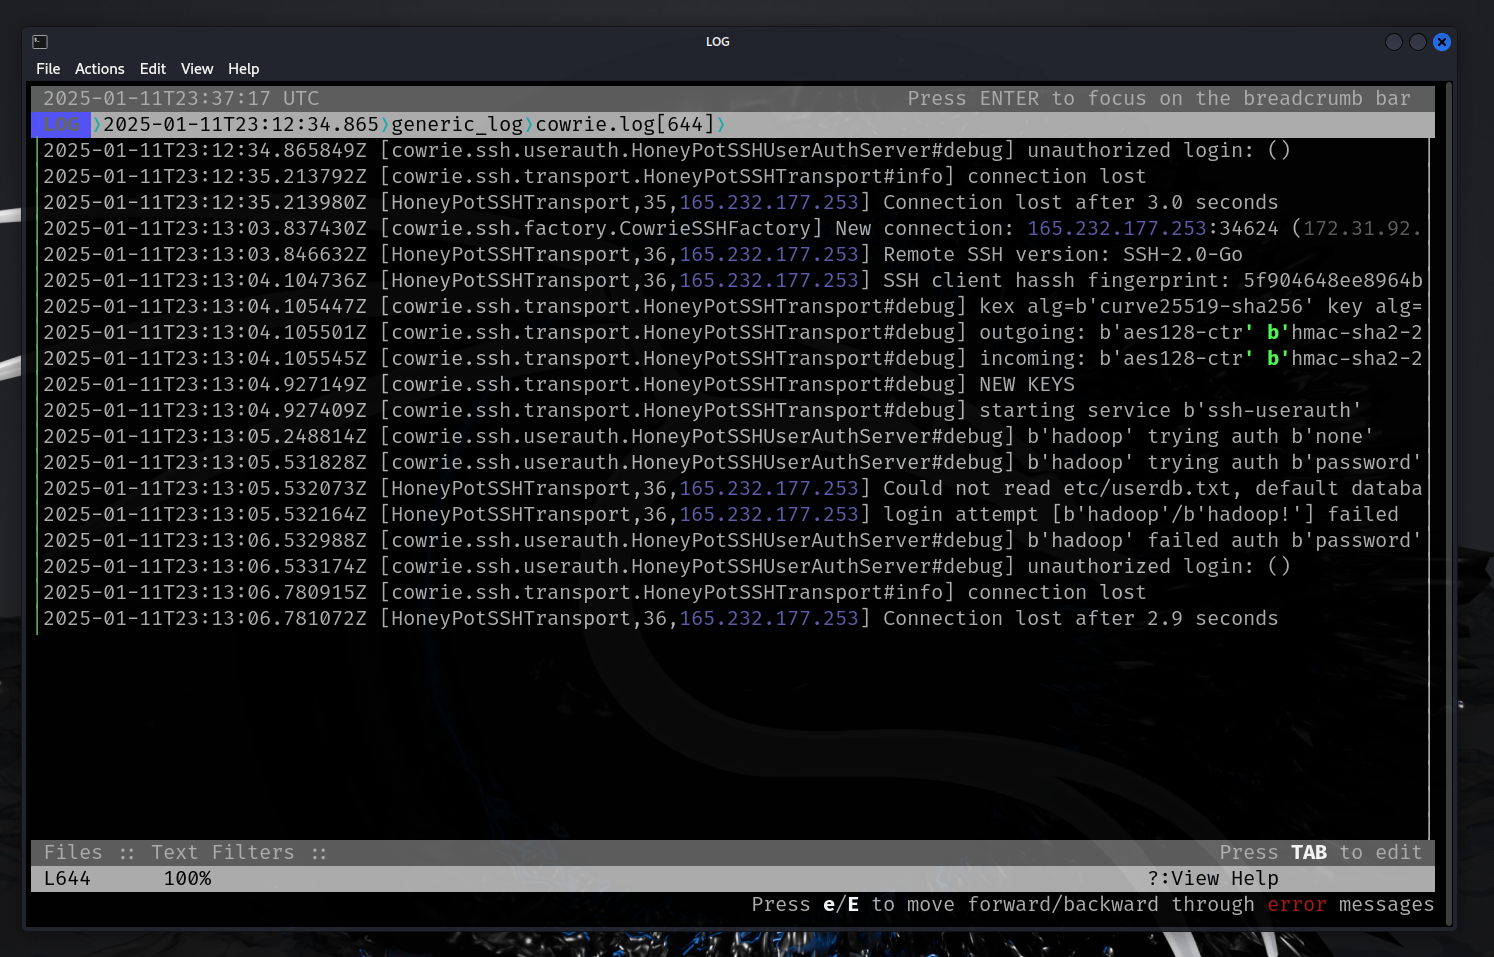 LOG
File Actions Edit View Help
2025-01-11T23:37:17 UTC Press ENTER to focus on the breadcrumb bar
LOG ⟩2025-01-11T23:12:34.865⟩generic_log⟩cowrie.log[644]⟩
2025-01-11T23:12:34.865849Z [cowrie.ssh.userauth.HoneyPotSSHUserAuthServer#debug] unauthorized login: ()
2025-01-11T23:12:35.213792Z [cowrie.ssh.transport.HoneyPotSSHTransport#info] connection lost
2025-01-11T23:12:35.213980Z [HoneyPotSSHTransport,35,165.232.177.253] Connection lost after 3.0 seconds
2025-01-11T23:13:03.837430Z [cowrie.ssh.factory.CowrieSSHFactory] New connection: 165.232.177.253:34624 (172.31.92.
2025-01-11T23:13:03.846632Z [HoneyPotSSHTransport,36,165.232.177.253] Remote SSH version: SSH-2.0-Go
2025-01-11T23:13:04.104736Z [HoneyPotSSHTransport,36,165.232.177.253] SSH client hassh fingerprint: 5f904648ee8964b
2025-01-11T23:13:04.105447Z [cowrie.ssh.transport.HoneyPotSSHTransport#debug] kex alg=b'curve25519-sha256' key alg=
2025-01-11T23:13:04.105501Z [cowrie.ssh.transport.HoneyPotSSHTransport#debug] outgoing: b'aes128-ctr' b'hmac-sha2-2
2025-01-11T23:13:04.105545Z [cowrie.ssh.transport.HoneyPotSSHTransport#debug] incoming: b'aes128-ctr' b'hmac-sha2-2
2025-01-11T23:13:04.927149Z [cowrie.ssh.transport.HoneyPotSSHTransport#debug] NEW KEYS
2025-01-11T23:13:04.927409Z [cowrie.ssh.transport.HoneyPotSSHTransport#debug] starting service b'ssh-userauth'
2025-01-11T23:13:05.248814Z [cowrie.ssh.userauth.HoneyPotSSHUserAuthServer#debug] b'hadoop' trying auth b'none'
2025-01-11T23:13:05.531828Z [cowrie.ssh.userauth.HoneyPotSSHUserAuthServer#debug] b'hadoop' trying auth b'password'
2025-01-11T23:13:05.532073Z [HoneyPotSSHTransport,36,165.232.177.253] Could not read etc/userdb.txt, default databa
2025-01-11T23:13:05.532164Z [HoneyPotSSHTransport,36,165.232.177.253] login attempt [b'hadoop'/b'hadoop!'] failed
2025-01-11T23:13:06.532988Z [cowrie.ssh.userauth.HoneyPotSSHUserAuthServer#debug] b'hadoop' failed auth b'password'
2025-01-11T23:13:06.533174Z [cowrie.ssh.userauth.HoneyPotSSHUserAuthServer#debug] unauthorized login: ()
2025-01-11T23:13:06.780915Z [cowrie.ssh.transport.HoneyPotSSHTransport#info] connection lost
2025-01-11T23:13:06.781072Z [HoneyPotSSHTransport,36,165.232.177.253] Connection lost after 2.9 seconds
Files :: Text Filters :: Press TAB to edit
L644 100% ?:View Help
Press e/E to move forward/backward through error messages